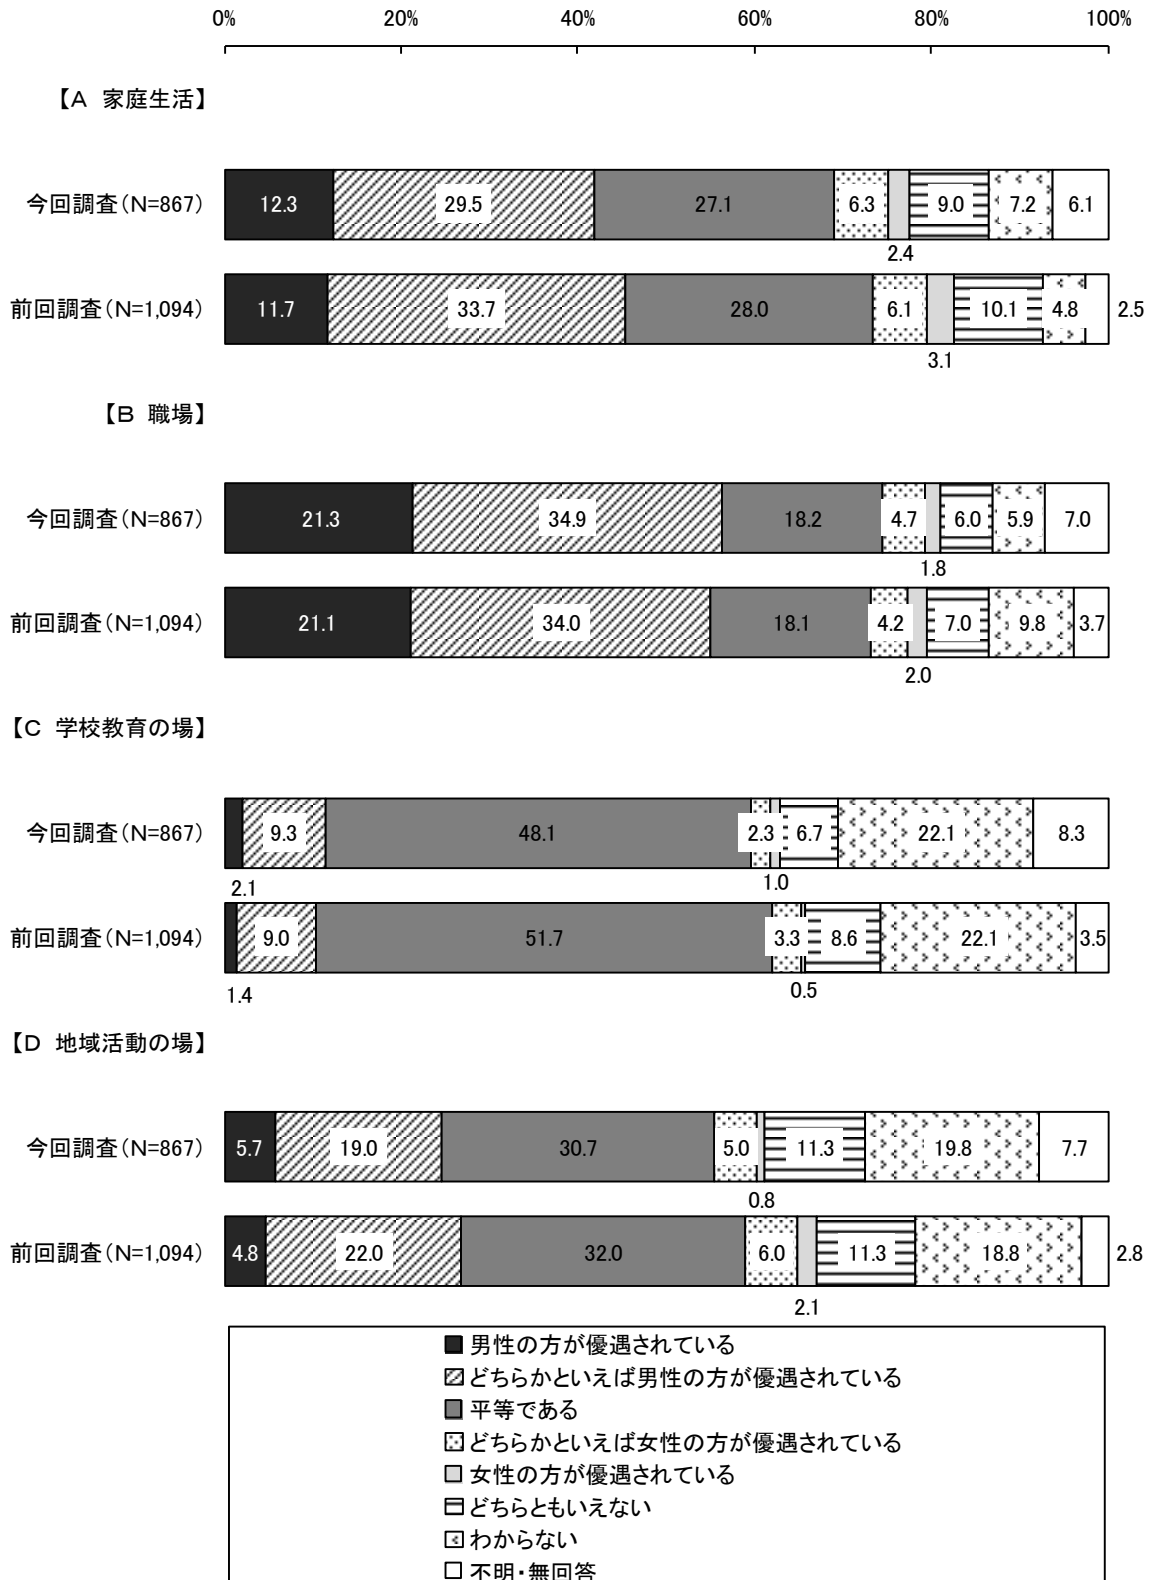 0% 20% 40% 60% 80% 100%
【A 家庭生活】
今回調査(N=867) 12.3 29.5 27.1 6.3 9.0 7.2 6.1
2.4
前回調査(N=1,094) 11.7 33.7 28.0 6.1 10.1 4.8 2.5
3.1
【B 職場】
今回調査(N=867) 21.3 34.9 18.2 4.7 6.0 5.9 7.0
1.8
前回調査(N=1,094) 21.1 34.0 18.1 4.2 7.0 9.8 3.7
2.0
【C 学校教育の場】
今回調査(N=867) 9.3 48.1 2.3 6.7 22.1 8.3
2.1 1.0
前回調査(N=1,094) 9.0 51.7 3.3 8.6 22.1 3.5
1.4 0.5
【D 地域活動の場】
今回調査(N=867) 5.7 19.0 30.7 5.0 11.3 19.8 7.7
0.8
前回調査(N=1,094) 4.8 22.0 32.0 6.0 11.3 18.8 2.8
2.1
男性の方が優遇されている
どちらかといえば男性の方が優遇されている
平等である
どちらかといえば女性の方が優遇されている
女性の方が優遇されている
どちらともいえない
わからない
不明・無回答